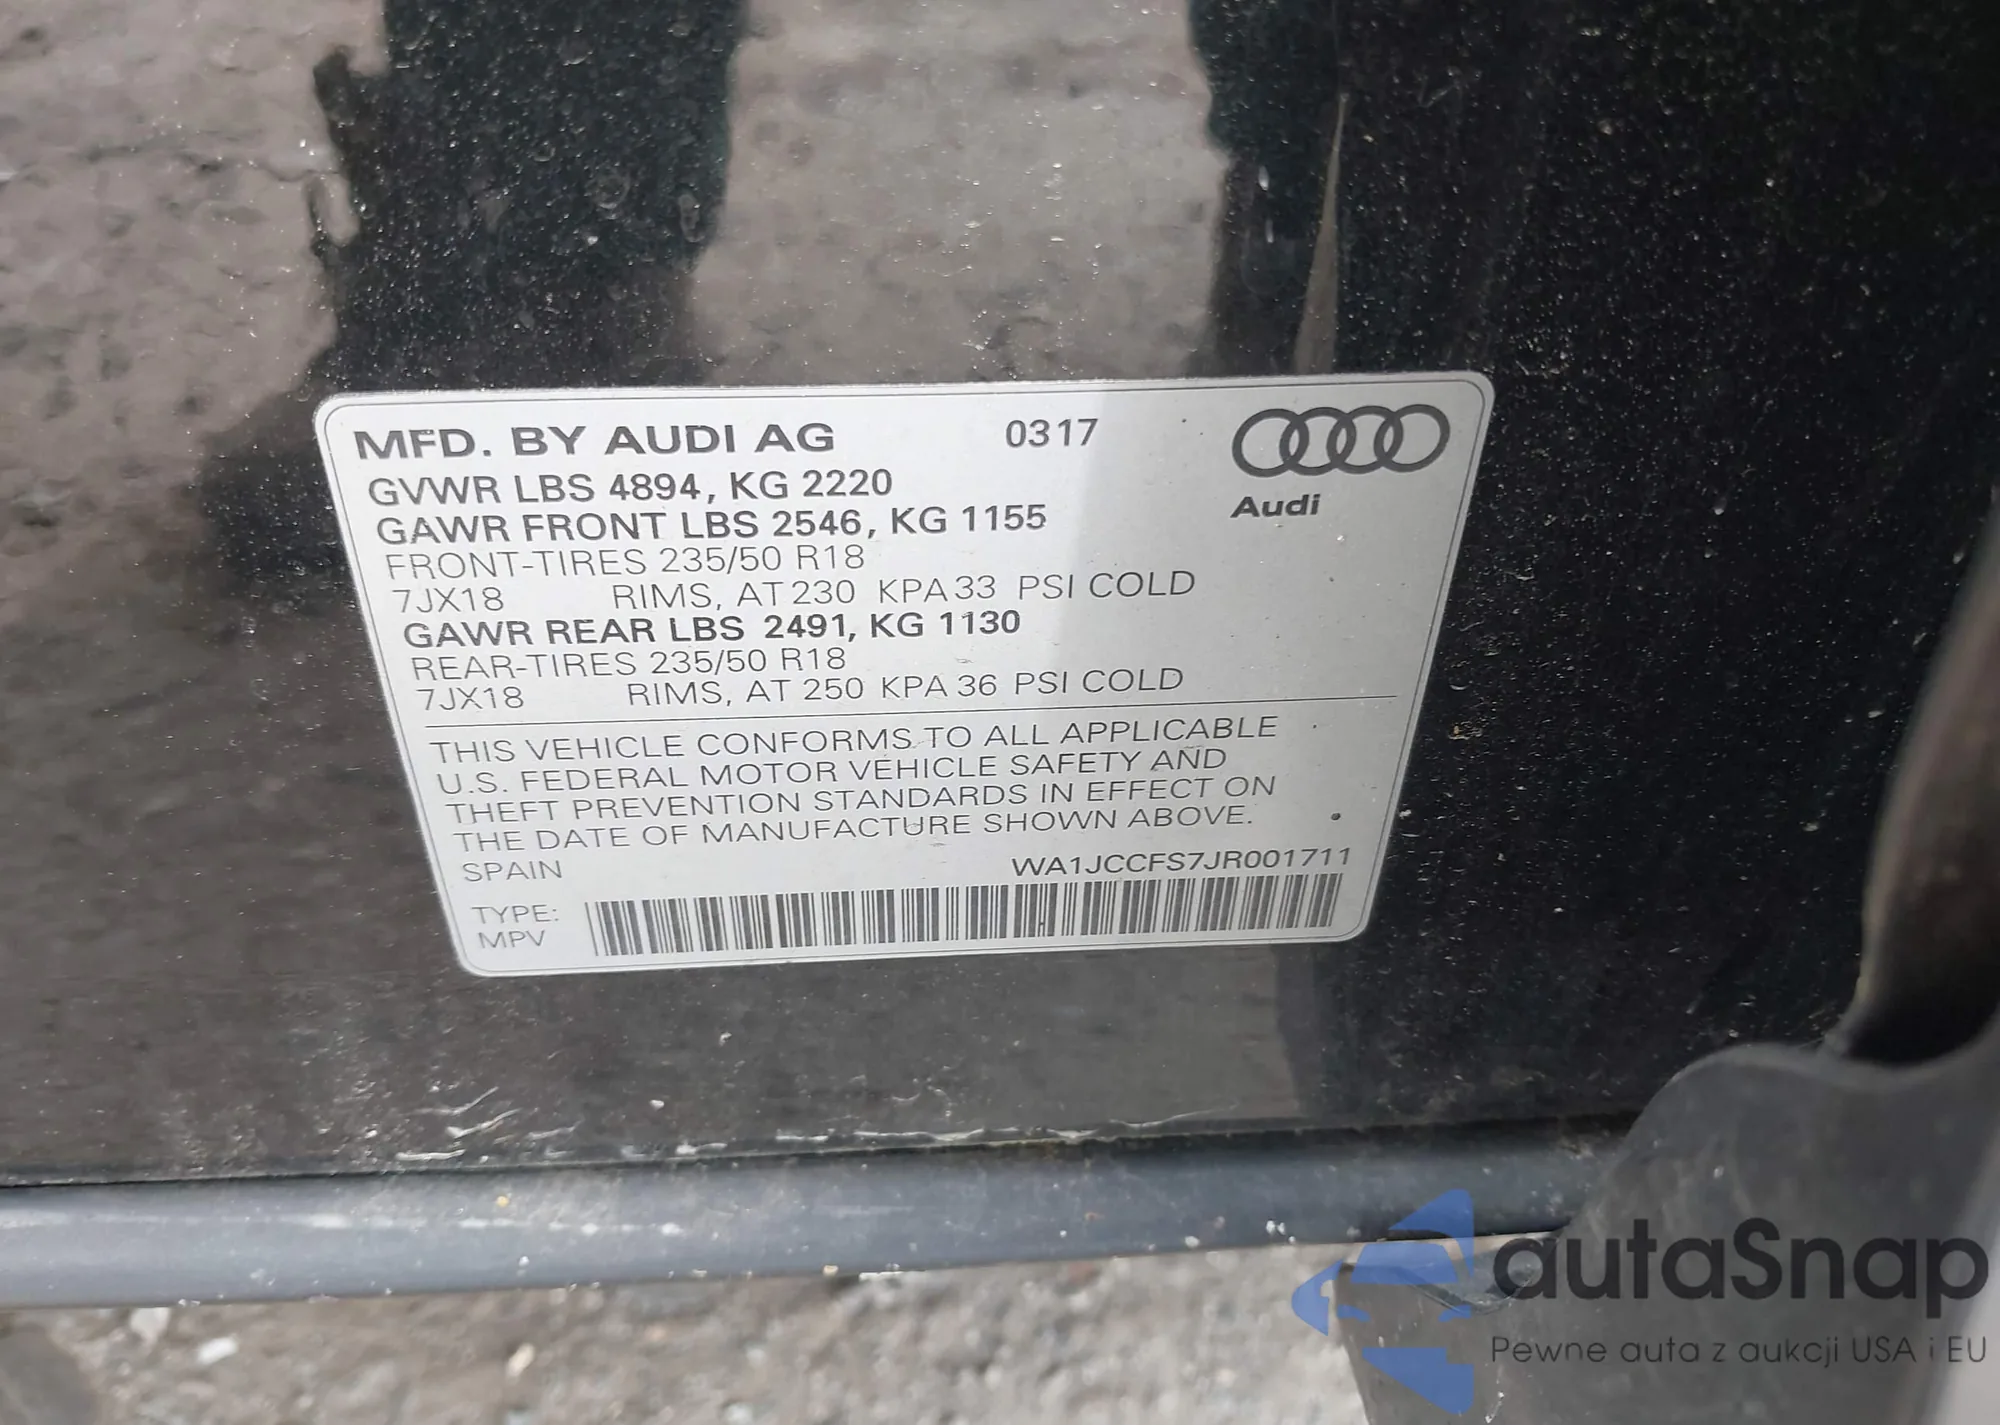 MFD. BY AUDI AG 0317
GVWR LBS 4894, KG 2220
GAWR FRONT LBS 2546, KG 1155
FRONT-TIRES 235/50 R18
7JX18 RIMS, AT 230 KPA 33 PSI COLD
GAWR REAR LBS 2491, KG 1130
REAR-TIRES 235/50 R18
7JX18 RIMS, AT 250 KPA 36 PSI COLD
Audi
THIS VEHICLE CONFORMS TO ALL APPLICABLE
U.S. FEDERAL MOTOR VEHICLE SAFETY AND
THEFT PREVENTION STANDARDS IN EFFECT ON
THE DATE OF MANUFACTURE SHOWN ABOVE.
SPAIN WA1JCCFS7JR001711
TYPE:
MPV
autaSnap
Pewne auta z aukcji USA i EU